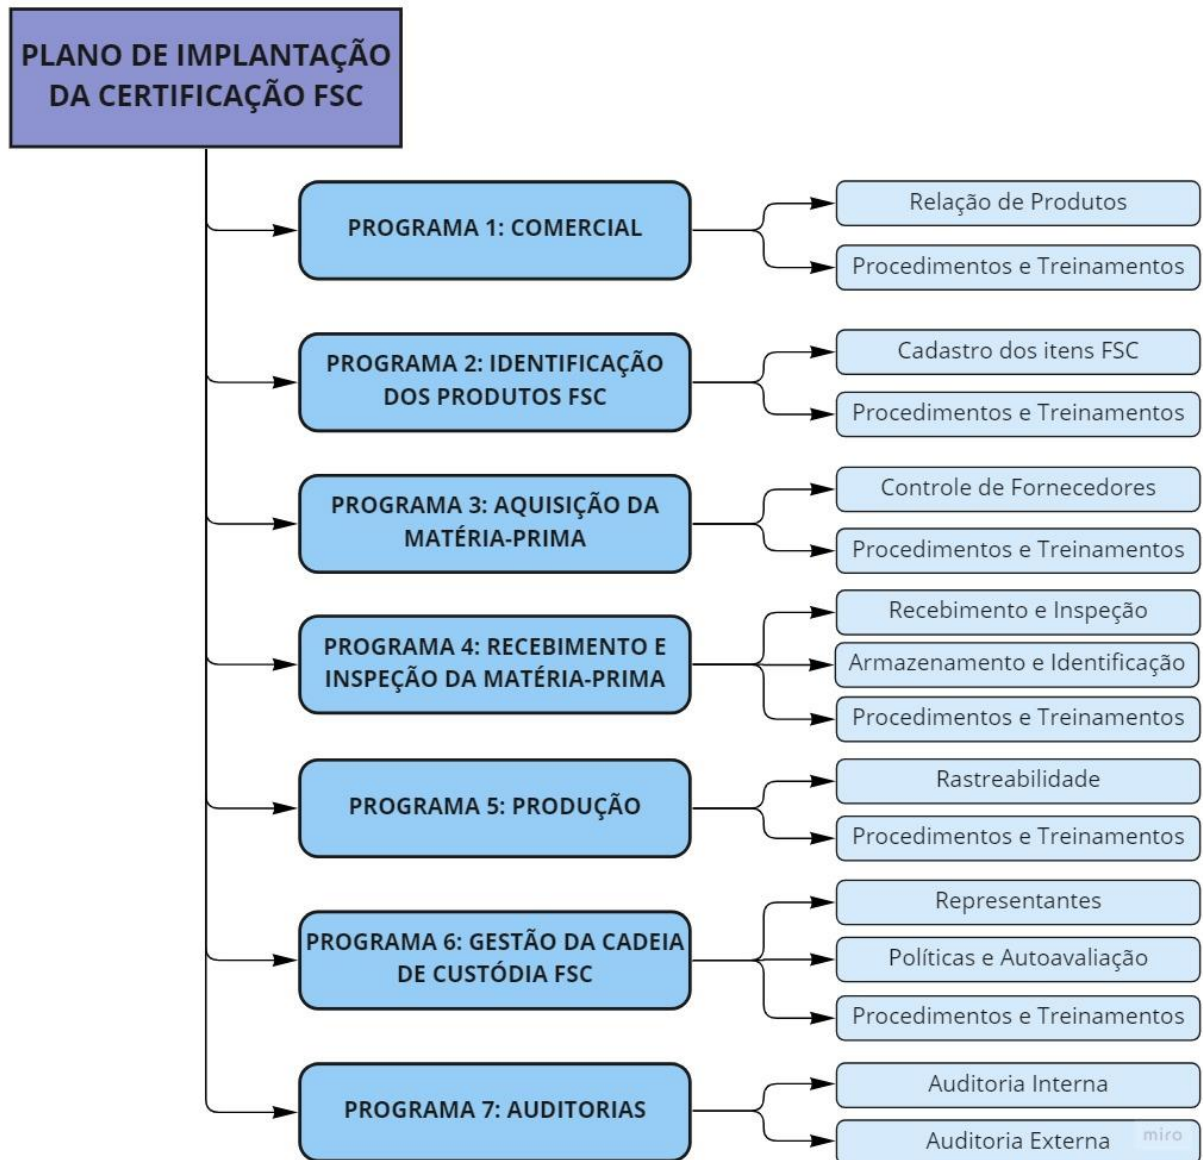 PLANO DE IMPLANTAÇÃO
DA CERTIFICAÇÃO FSC
PROGRAMA 1: COMERCIAL
Relação de Produtos
Procedimentos e Treinamentos
PROGRAMA 2: IDENTIFICAÇÃO
DOS PRODUTOS FSC
Cadastro dos itens FSC
Procedimentos e Treinamentos
PROGRAMA 3: AQUISIÇÃO DA
MATÉRIA-PRIMA
Controle de Fornecedores
Procedimentos e Treinamentos
PROGRAMA 4: RECEBIMENTO E
INSPEÇÃO DA MATÉRIA-PRIMA
Recebimento e Inspeção
Armazenamento e Identificação
Procedimentos e Treinamentos
PROGRAMA 5: PRODUÇÃO
Rastreabilidade
Procedimentos e Treinamentos
PROGRAMA 6: GESTÃO DA CADEIA
DE CUSTÓDIA FSC
Representantes
Políticas e Autoavaliação
Procedimentos e Treinamentos
PROGRAMA 7: AUDITORIAS
Auditoria Interna
Auditoria Externa
miro